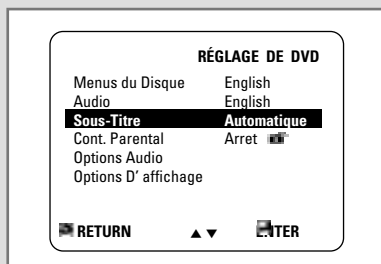 RÉGLAGE DE DVD
Menus du Disque English
Audio English
Sous-Titre Automatique
Cont. Parental Arret
Options Audio
Options D' affichage
RETURN ▲ ▼